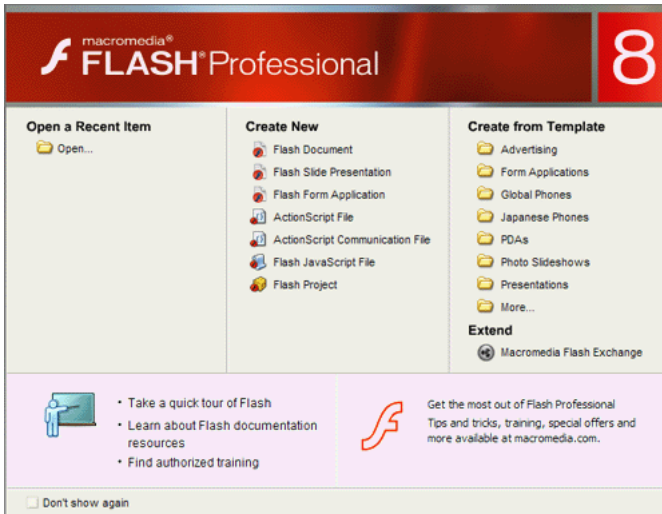 macromedia®
FLASH® Professional
8
Open a Recent Item
Open...
Create New
Flash Document
Flash Slide Presentation
Flash Form Application
ActionScript File
ActionScript Communication File
Flash JavaScript File
Flash Project
Create from Template
Advertising
Form Applications
Global Phones
Japanese Phones
PDAs
Photo Slideshows
Presentations
More...
Extend
Macromedia Flash Exchange
• Take a quick tour of Flash
• Learn about Flash documentation
resources
• Find authorized training
Get the most out of Flash Professional
Tips and tricks, training, special offers and
more available at macromedia.com.
Don't show again